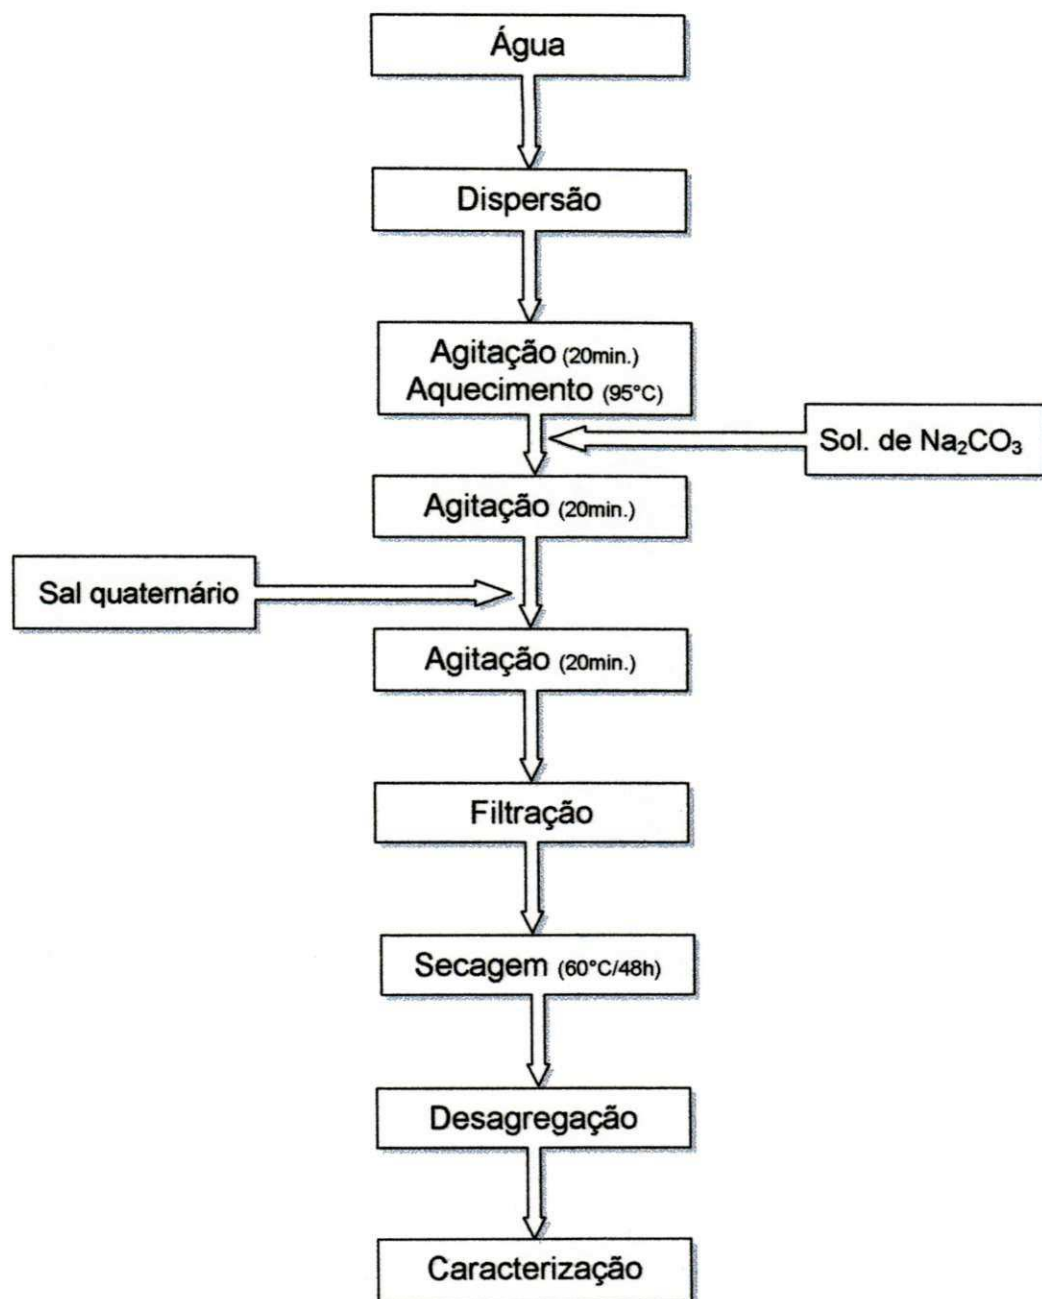 Água
Dispersão
Agitação (20min.)
Aquecimento (95°C)
Sol. de Na₂CO₃
Agitação (20min.)
Sal quaternário
Agitação (20min.)
Filtração
Secagem (60°C/48h)
Desagregação
Caracterização